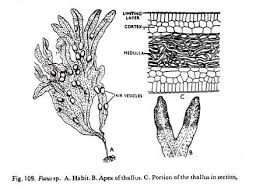 LIMITING
LAYER
CORTEX
MEDULLA
AIR VESICLES
A
B
C
Fig. 109. Fucus sp. A. Habit. B. Apex of thallus. C. Portion of the thallus in section,